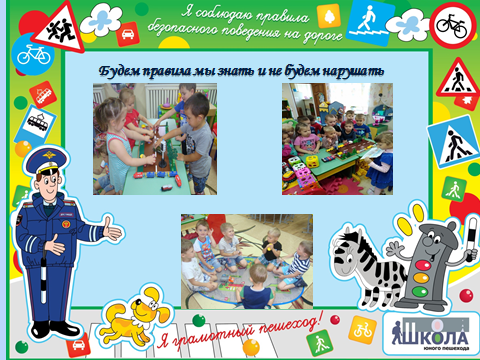 Я соблюдаю правила
безопасного поведения на дороге
Будем правила мы знать и не будем нарушать
Я грамотный пешеход!
ШКОЛА
юного пешехода